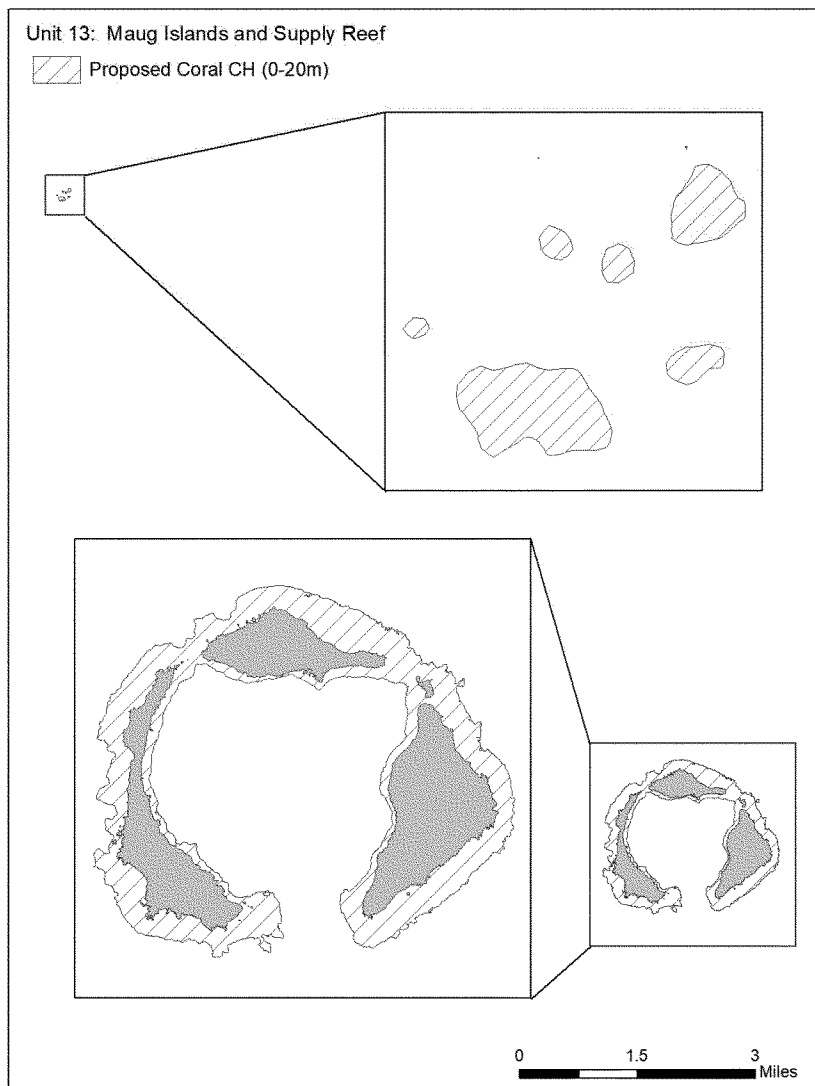 Unit 13: Maug Islands and Supply Reef
Proposed Coral CH (0-20m)
0 1.5 3
Miles